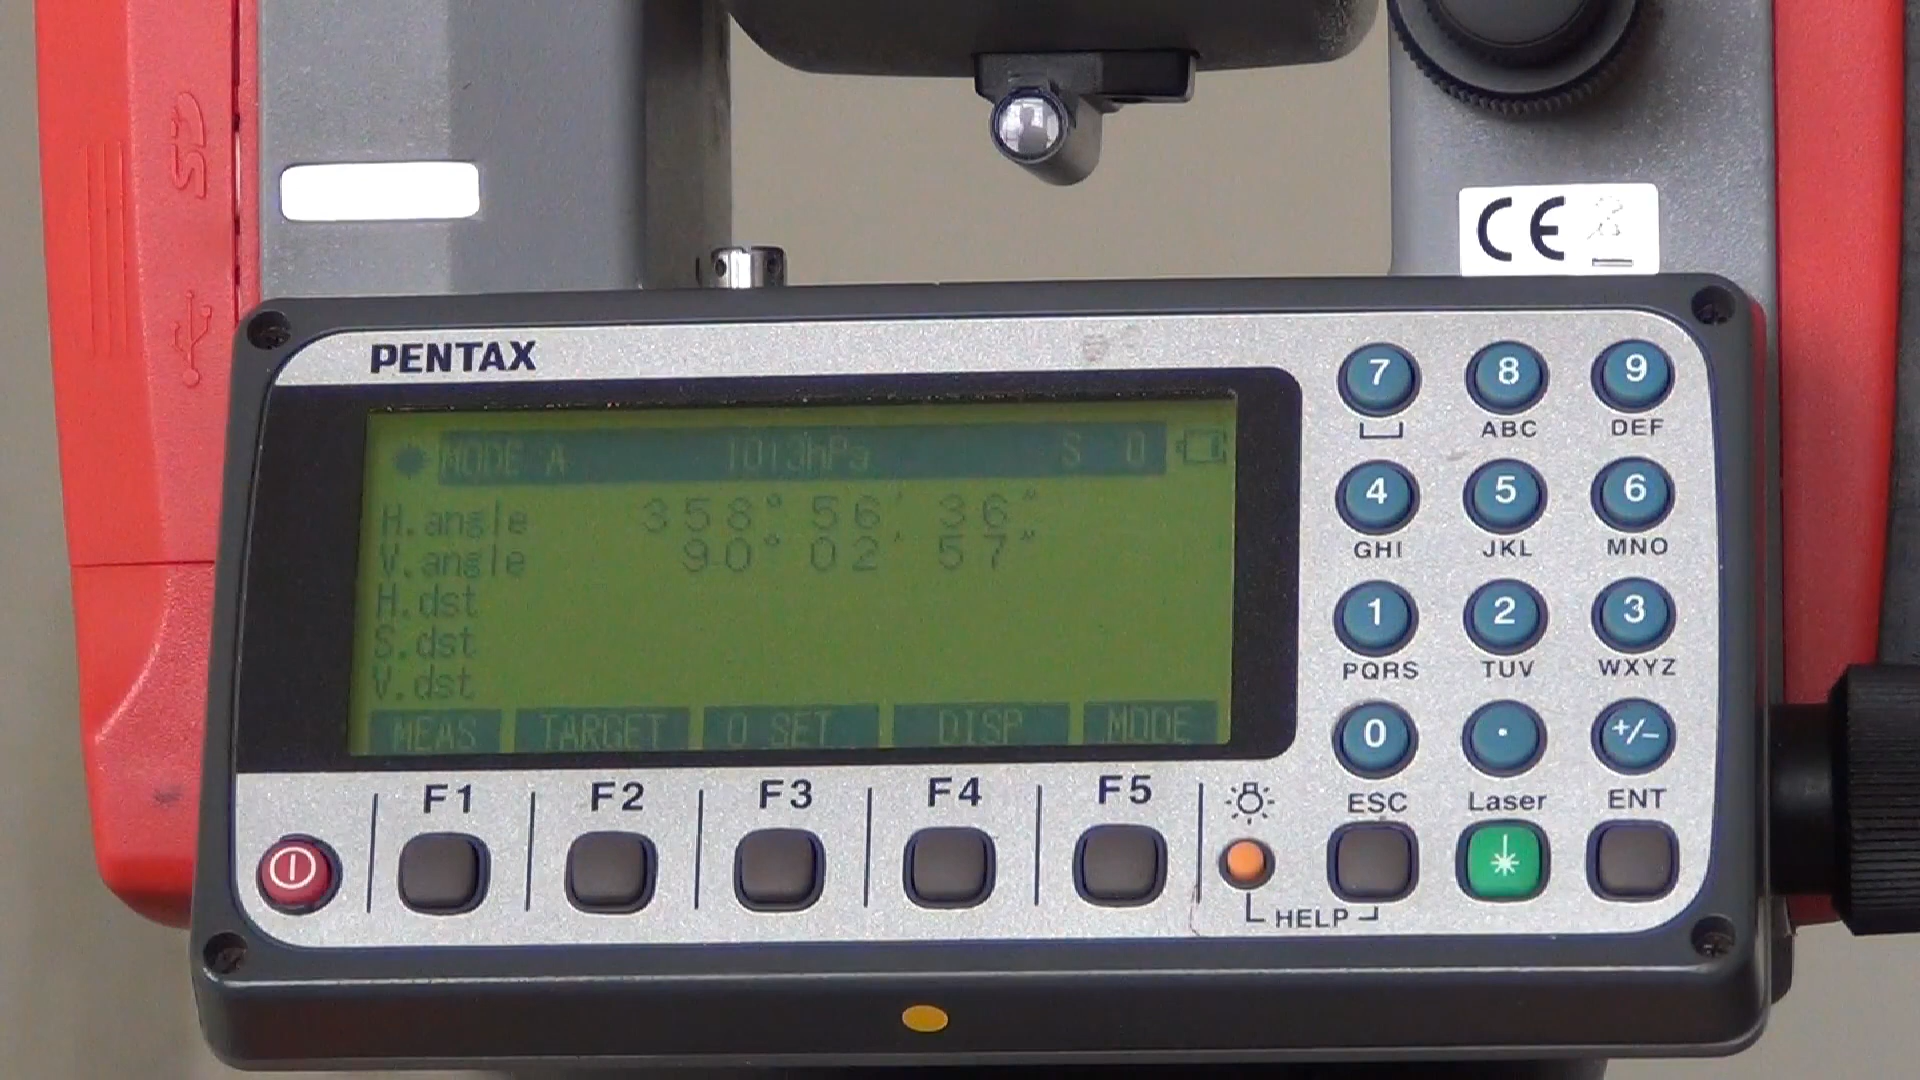 SD
CE
PENTAX
MODE A 1013hPa S 0
H.angle 358° 56' 36"
V.angle 90° 02' 57"
H.dst
S.dst
V.dst
MEAS TARGET 0 SET DISP MODE
F1 F2 F3 F4 F5
7 8 9
ABC DEF
4 5 6
GHI JKL MNO
1 2 3
PQRS TUV WXYZ
0 . +/-
ESC Laser ENT
HELP